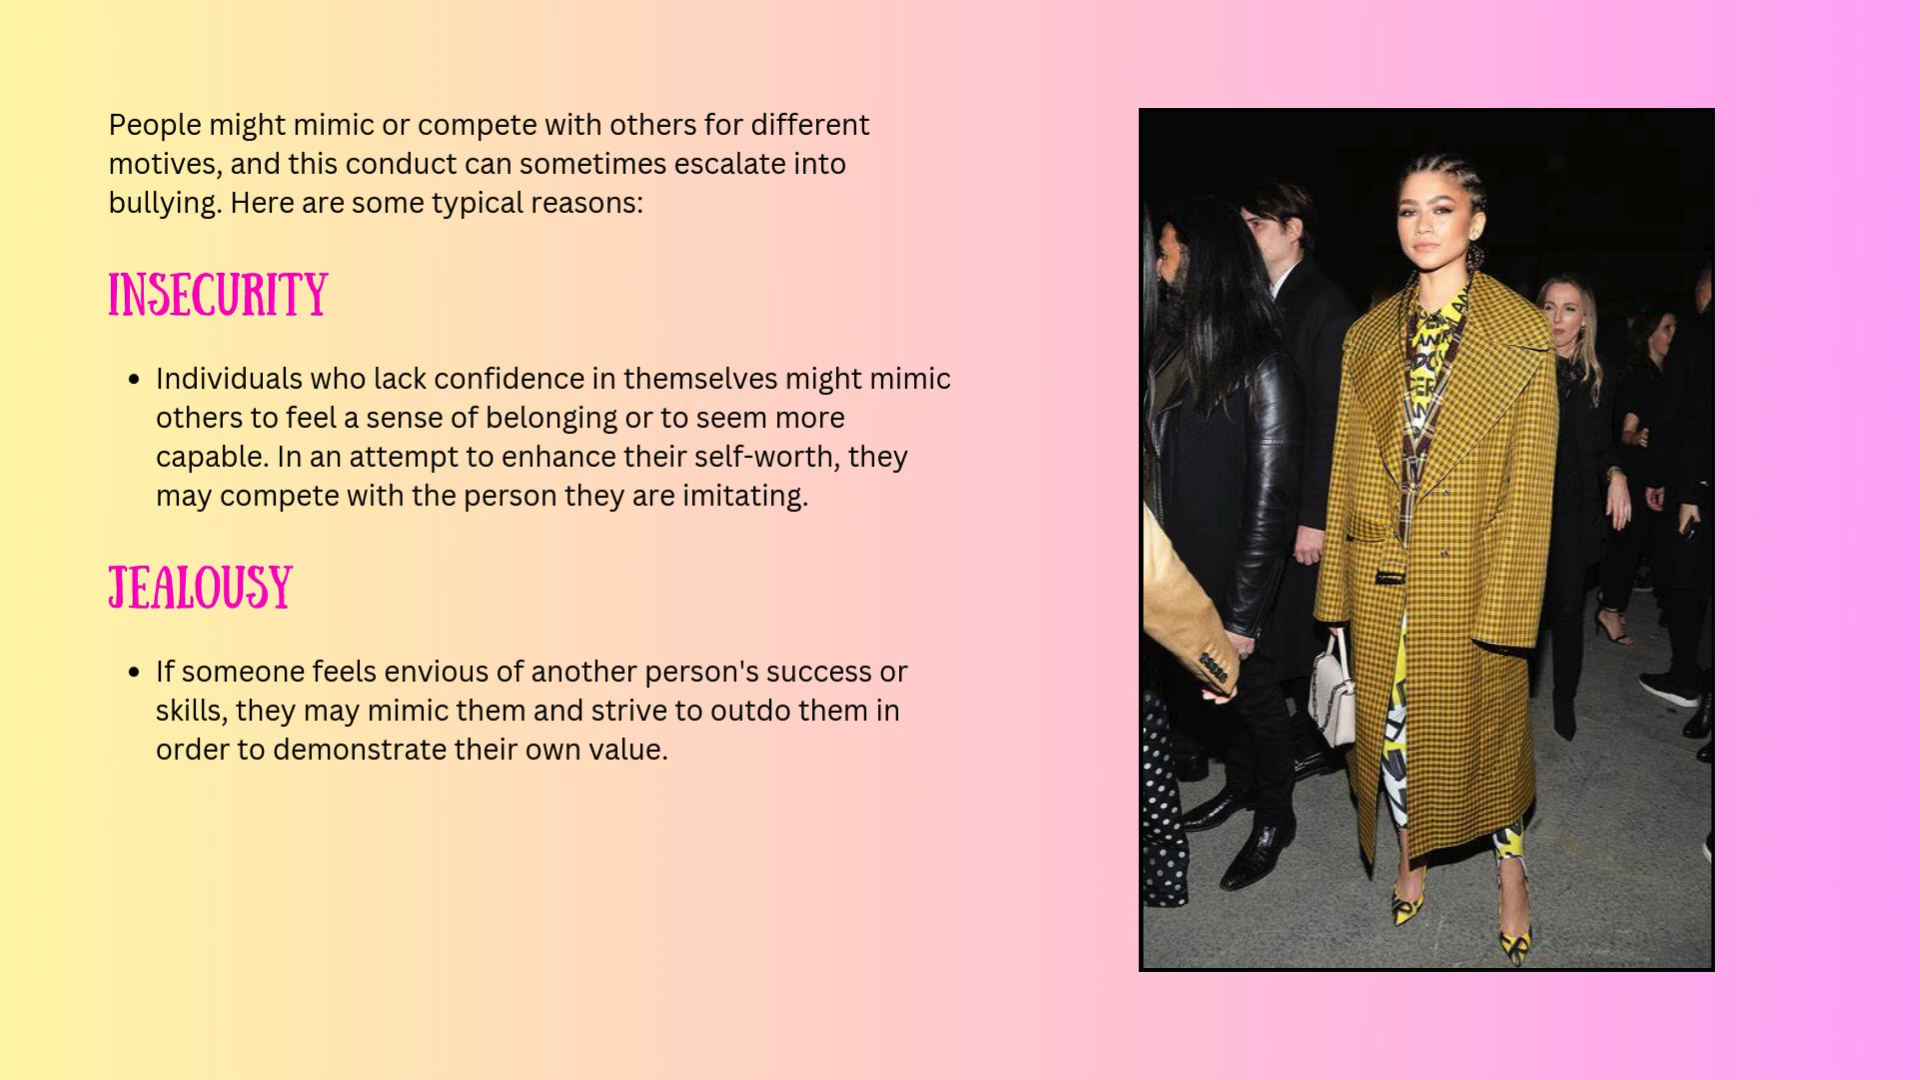 People might mimic or compete with others for different
motives, and this conduct can sometimes escalate into
bullying. Here are some typical reasons:
INSECURITY
• Individuals who lack confidence in themselves might mimic
others to feel a sense of belonging or to seem more
capable. In an attempt to enhance their self-worth, they
may compete with the person they are imitating.
JEALOUSY
• If someone feels envious of another person's success or
skills, they may mimic them and strive to outdo them in
order to demonstrate their own value.